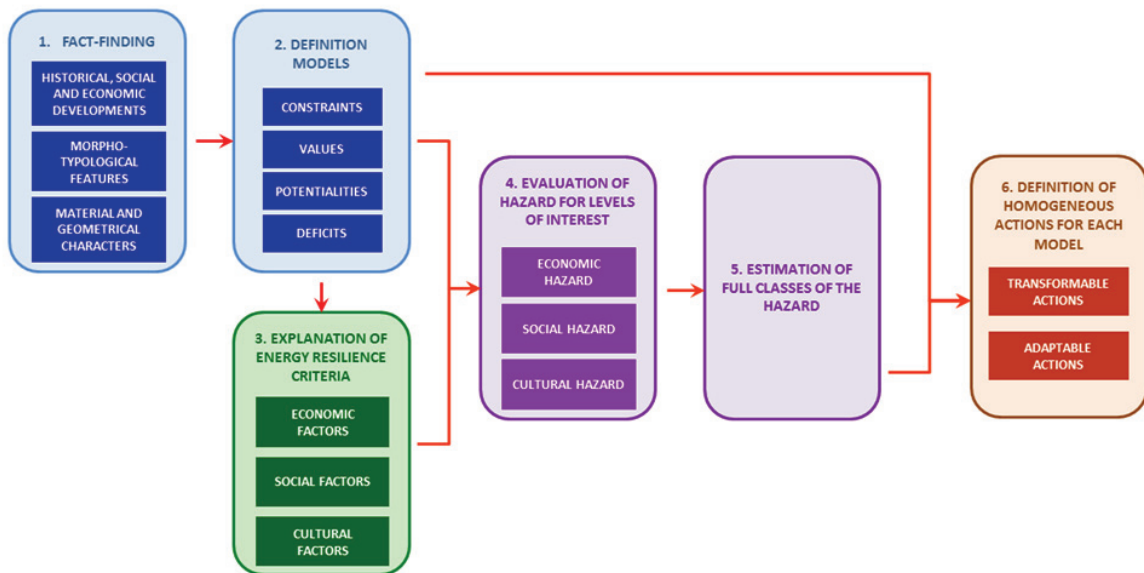 1. FACT-FINDING
HISTORICAL, SOCIAL
AND ECONOMIC
DEVELOPMENTS
MORPHO-
TYPOLOGICAL
FEATURES
MATERIAL AND
GEOMETRICAL
CHARACTERS
2. DEFINITION
MODELS
CONSTRAINTS
VALUES
POTENTIALITIES
DEFICITS
3. EXPLANATION OF
ENERGY RESILIENCE
CRITERIA
ECONOMIC
FACTORS
SOCIAL FACTORS
CULTURAL
FACTORS
4. EVALUATION OF
HAZARD FOR LEVELS
OF INTEREST
ECONOMIC
HAZARD
SOCIAL HAZARD
CULTURAL HAZARD
5. ESTIMATION OF
FULL CLASSES OF THE
HAZARD
6. DEFINITION OF
HOMOGENEOUS
ACTIONS FOR EACH
MODEL
TRANSFORMABLE
ACTIONS
ADAPTABLE
ACTIONS